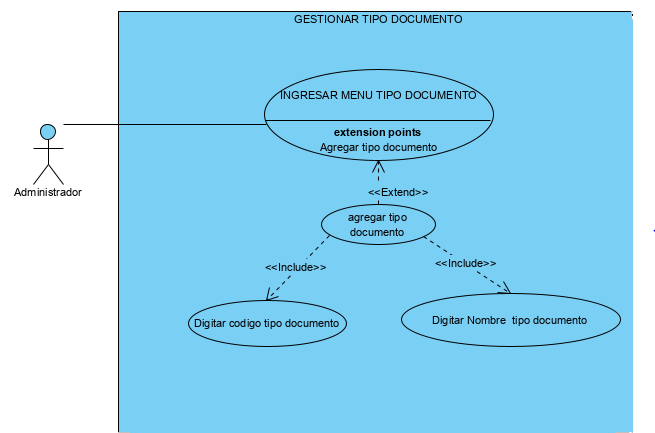 GESTIONAR TIPO DOCUMENTO
INGRESAR MENU TIPO DOCUMENTO
extension points
Agregar tipo documento
Administrador
<<Extend>>
agregar tipo
documento
<<Include>>
<<Include>>
Digitar codigo tipo documento
Digitar Nombre tipo documento